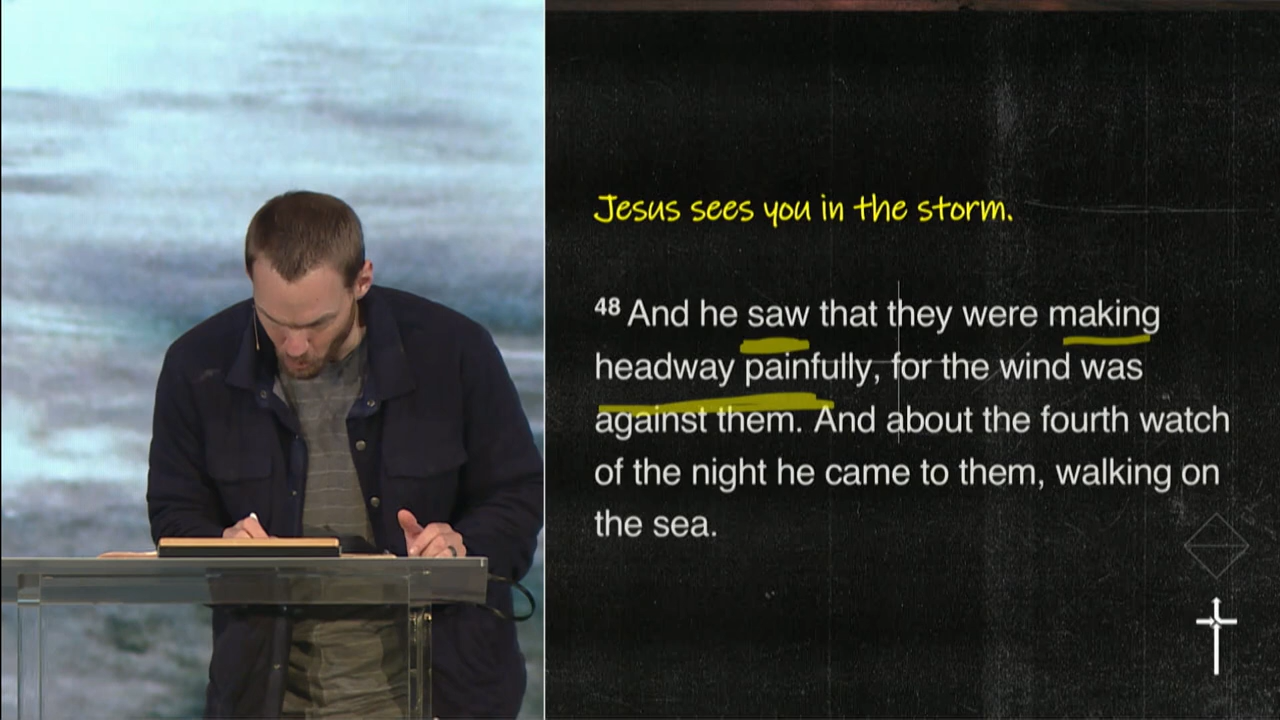 Jesus sees you in the storm.
48 And he saw that they were making
headway painfully, for the wind was
against them. And about the fourth watch
of the night he came to them, walking on
the sea.